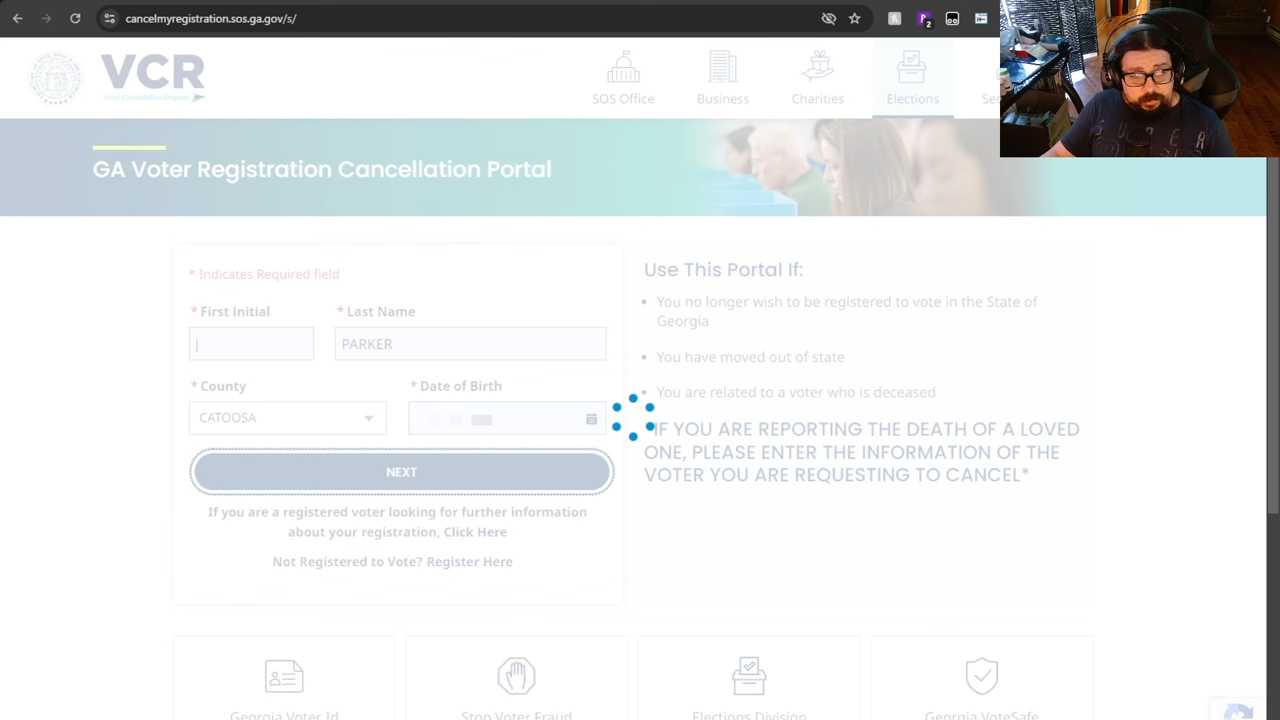 cancelmyregistration.sos.ga.gov/s/
2
VCR
Voter Cancellation Request
SOS Office
Business
Charities
Elections
GA Voter Registration Cancellation Portal
* Indicates Required field
* First Initial
* Last Name
J
PARKER
* County
* Date of Birth
CATOOSA
NEXT
If you are a registered voter looking for further information
about your registration, Click Here
Not Registered to Vote? Register Here
Use This Portal If:
You no longer wish to be registered to vote in the State of
Georgia
You have moved out of state
You are related to a voter who is deceased
*IF YOU ARE REPORTING THE DEATH OF A LOVED
ONE, PLEASE ENTER THE INFORMATION OF THE
VOTER YOU ARE REQUESTING TO CANCEL*
Georgia Voter Id
Stop Voter Fraud
Elections Division
Georgia VoteSafe